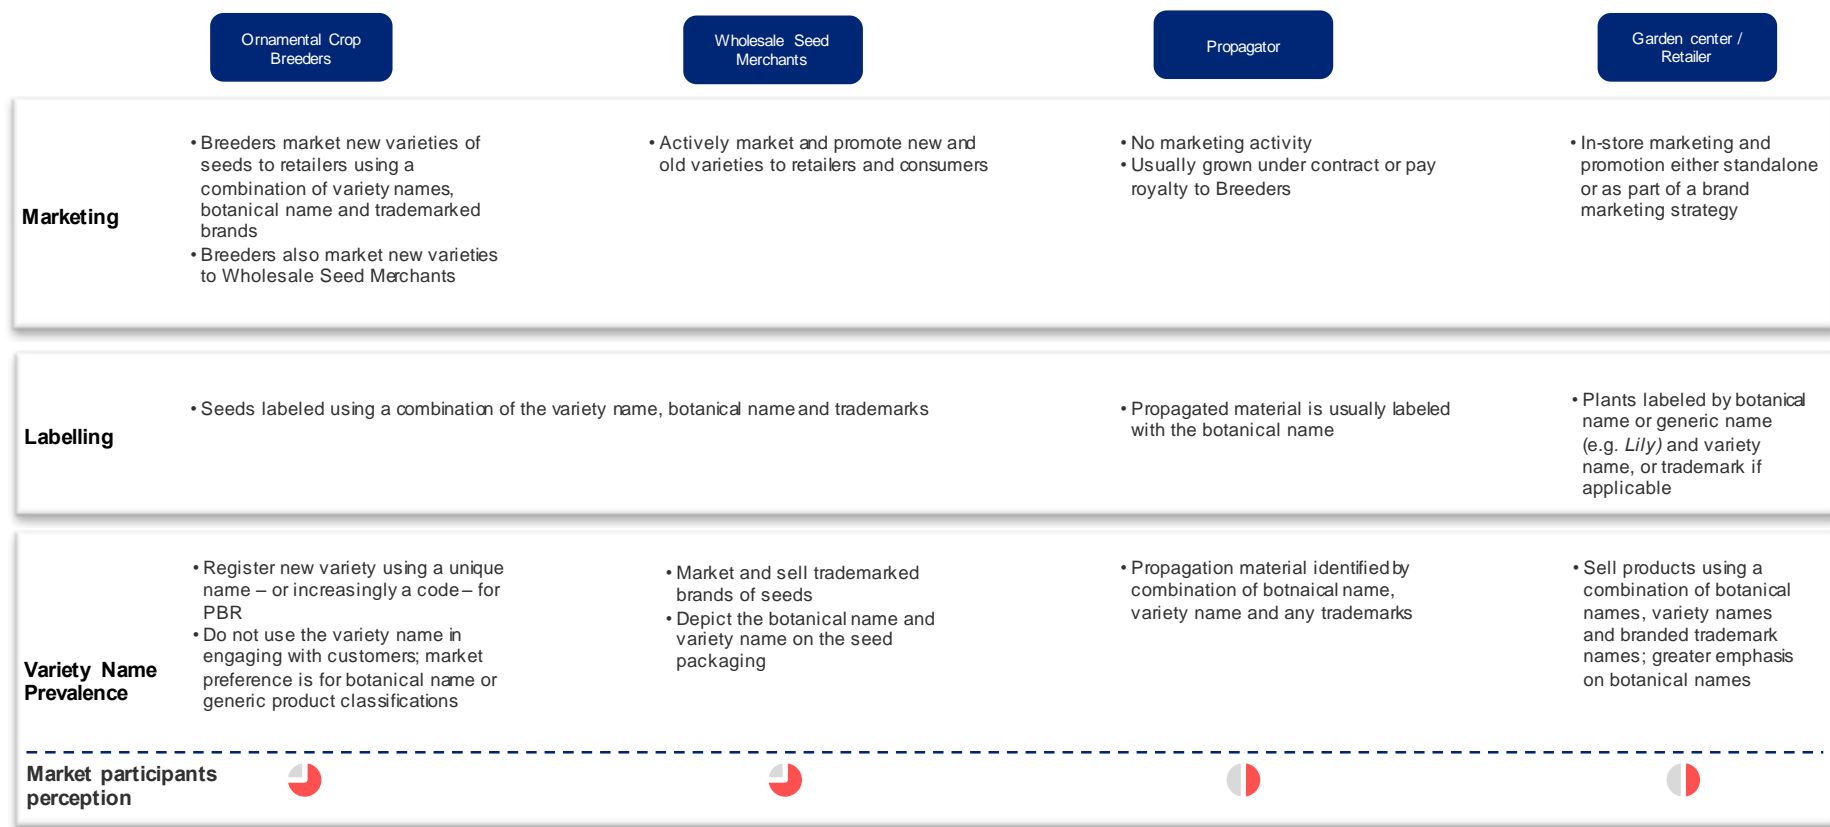 Ornamental Crop
Breeders
Wholesale Seed
Merchants
Propagator
Garden center /
Retailer
Marketing
• Breeders market new varieties of
seeds to retailers using a
combination of variety names,
botanical name and trademarked
brands
• Breeders also market new varieties
to Wholesale Seed Merchants
• Actively market and promote new and
old varieties to retailers and consumers
• No marketing activity
• Usually grown under contract or pay
royalty to Breeders
• In-store marketing and
promotion either standalone
or as part of a brand
marketing strategy
Labelling
• Seeds labeled using a combination of the variety name, botanical name and trademarks
• Propagated material is usually labeled
with the botanical name
• Plants labeled by botanical
name or generic name
(e.g. Lily) and variety
name, or trademark if
applicable
Variety Name
Prevalence
• Register new variety using a unique
name – or increasingly a code – for
PBR
• Do not use the variety name in
engaging with customers; market
preference is for botanical name or
generic product classifications
• Market and sell trademarked
brands of seeds
• Depict the botanical name and
variety name on the seed
packaging
• Propagation material identified by
combination of botnaical name,
variety name and any trademarks
• Sell products using a
combination of botanical
names, variety names
and branded trademark
names; greater emphasis
on botanical names
Market participants
perception